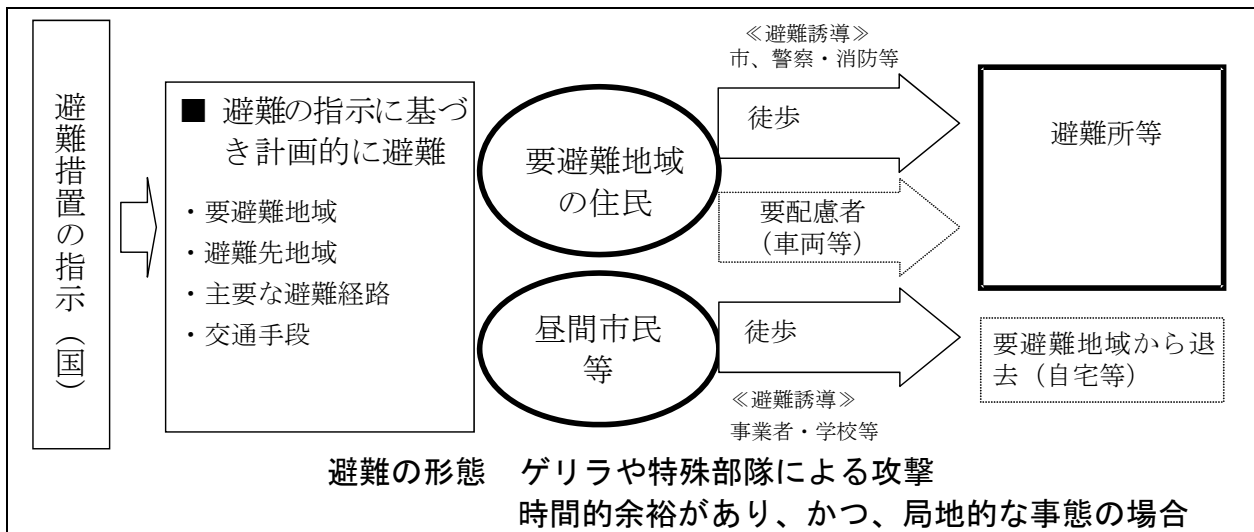 避難措置の指示（国）
■ 避難の指示に基づ
き計画的に避難
・要避難地域
・避難先地域
・主要な避難経路
・交通手段
要避難地域
の住民
昼間市民
等
≪避難誘導≫
市、警察・消防等
徒歩
要配慮者
（車両等）
徒歩
≪避難誘導≫
事業者・学校等
避難所等
要避難地域から退
去（自宅等）
避難の形態　ゲリラや特殊部隊による攻撃
時間的余裕があり、かつ、局地的な事態の場合